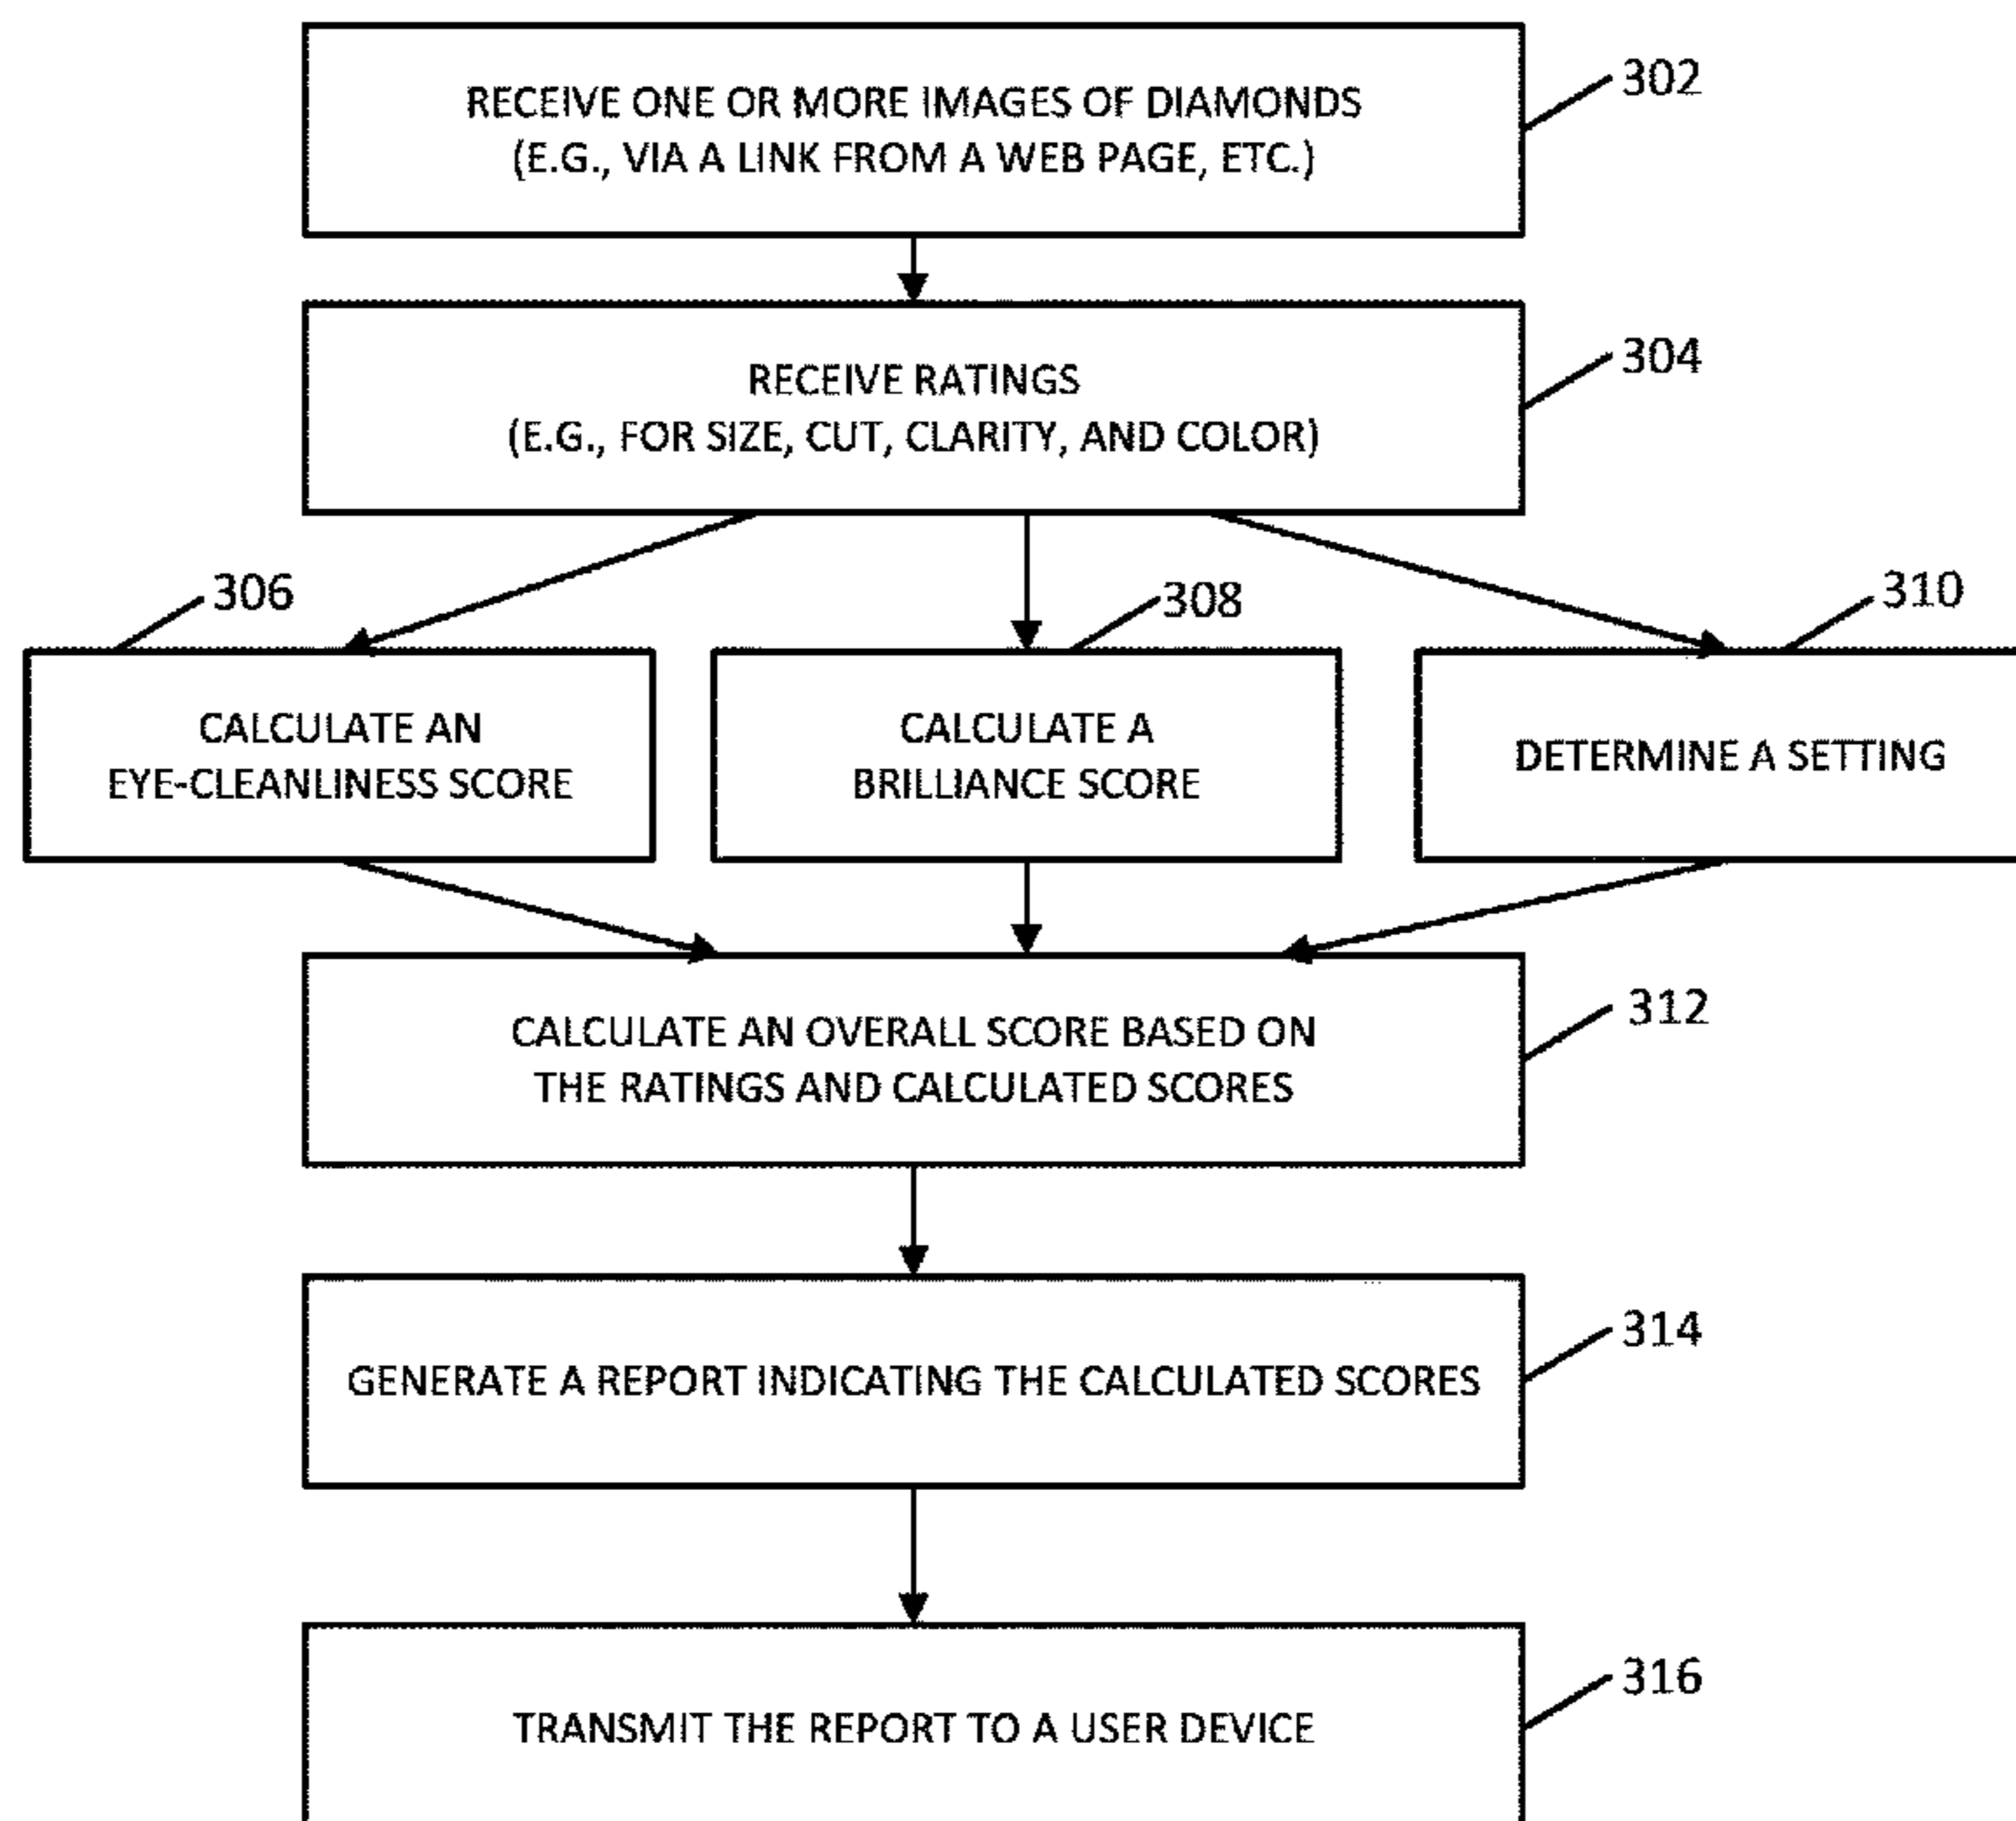 RECEIVE ONE OR MORE IMAGES OF DIAMONDS
(E.G., VIA A LINK FROM A WEB PAGE, ETC.)
302
RECEIVE RATINGS
(E.G., FOR SIZE, CUT, CLARITY, AND COLOR)
304
306
308
310
CALCULATE AN
EYE-CLEANLINESS SCORE
CALCULATE A
BRILLIANCE SCORE
DETERMINE A SETTING
CALCULATE AN OVERALL SCORE BASED ON
THE RATINGS AND CALCULATED SCORES
312
GENERATE A REPORT INDICATING THE CALCULATED SCORES
314
TRANSMIT THE REPORT TO A USER DEVICE
316